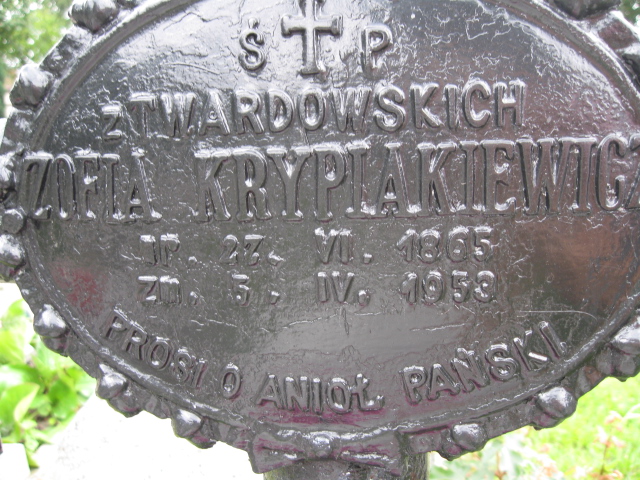 Ś † P
z TWARDOWSKICH
ZOFIA KRYPIAKIEWICZ
ur. 27. VI. 1865
zm. 5. IV. 1953
PROSI O ANIOŁ PAŃSKI